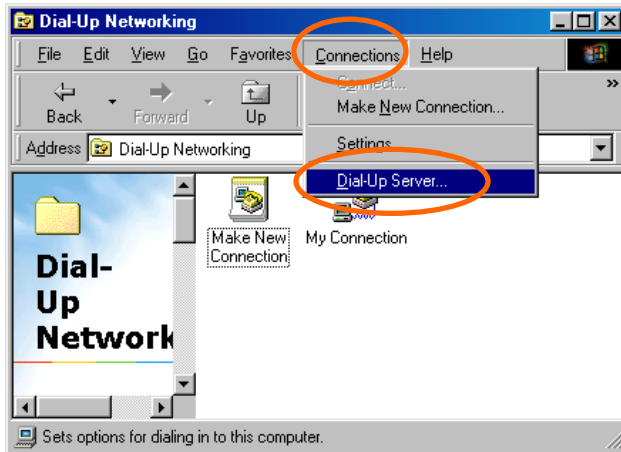 Dial-Up Networking
File Edit View Go Favorites Connections Help
Back Forward Up
Connect...
Make New Connection...
Settings...
Dial-Up Server...
Address Dial-Up Networking
Make New Connection
My Connection
Dial-
Up
Network
Sets options for dialing in to this computer.